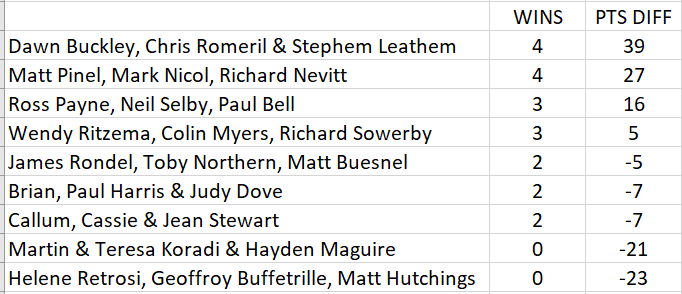 WINS PTS DIFF
Dawn Buckley, Chris Romeril & Stephem Leathem 4 39
Matt Pinel, Mark Nicol, Richard Nevitt 4 27
Ross Payne, Neil Selby, Paul Bell 3 16
Wendy Ritzema, Colin Myers, Richard Sowerby 3 5
James Rondel, Toby Northern, Matt Buesnel 2 -5
Brian, Paul Harris & Judy Dove 2 -7
Callum, Cassie & Jean Stewart 2 -7
Martin & Teresa Koradi & Hayden Maguire 0 -21
Helene Retrosi, Geoffroy Buffetrille, Matt Hutchings 0 -23